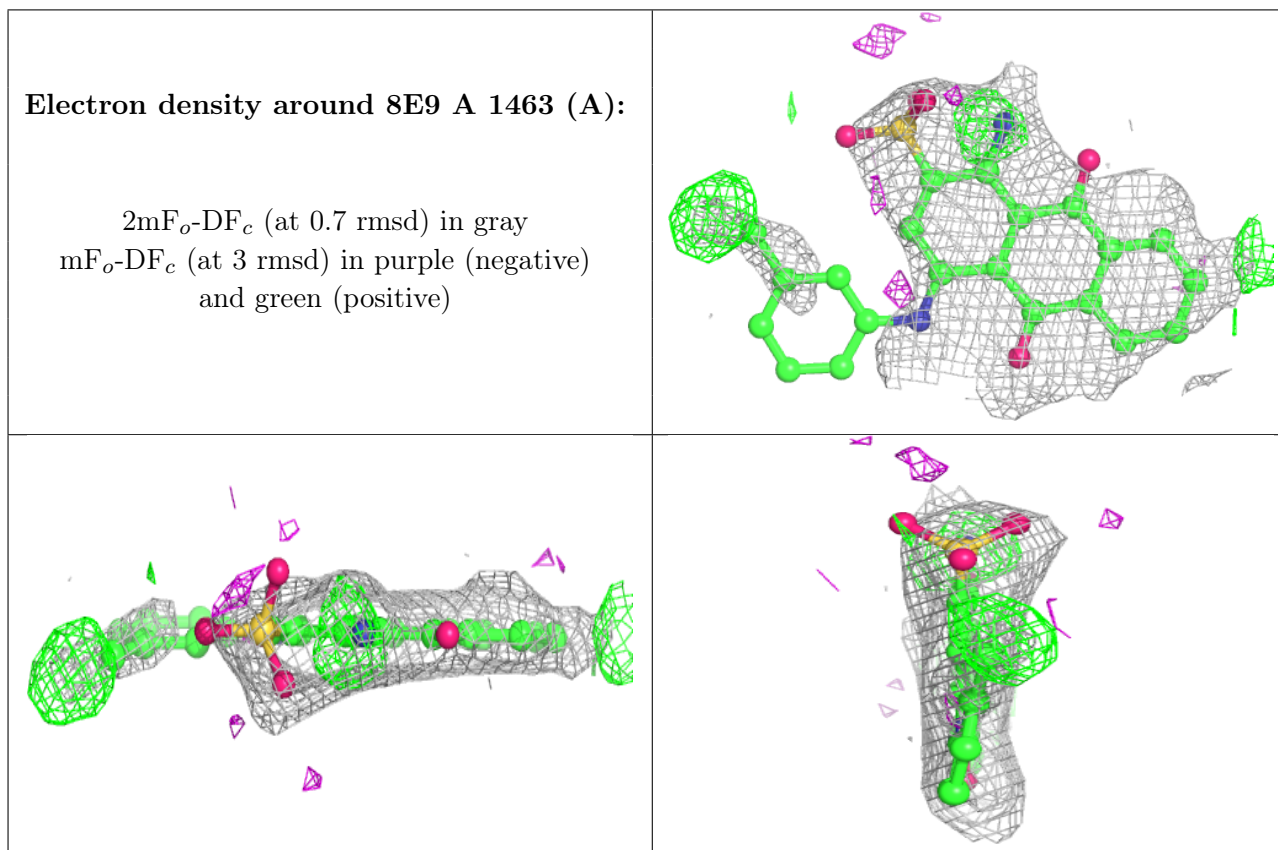 Electron density around 8E9 A 1463 (A):
2mFo-DFc (at 0.7 rmsd) in gray
mFo-DFc (at 3 rmsd) in purple (negative)
and green (positive)